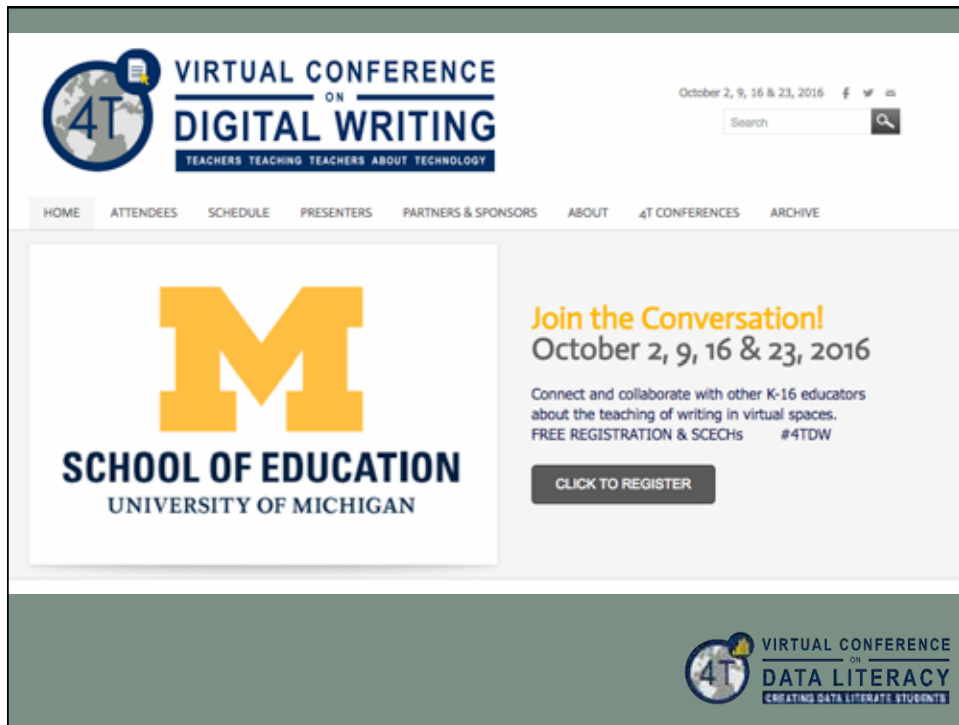 4T
VIRTUAL CONFERENCE
ON
DIGITAL WRITING
TEACHERS TEACHING TEACHERS ABOUT TECHNOLOGY
October 2, 9, 16 & 23, 2016
Search
HOME ATTENDEES SCHEDULE PRESENTERS PARTNERS & SPONSORS ABOUT 4T CONFERENCES ARCHIVE
M
SCHOOL OF EDUCATION
UNIVERSITY OF MICHIGAN
Join the Conversation!
October 2, 9, 16 & 23, 2016
Connect and collaborate with other K-16 educators
about the teaching of writing in virtual spaces.
FREE REGISTRATION & SCECHs #4TDW
CLICK TO REGISTER
4T
VIRTUAL CONFERENCE
ON
DATA LITERACY
CREATING DATA LITERATE STUDENTS